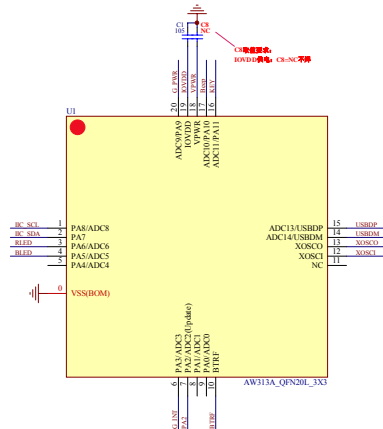 C1
105
C8
NC
C8取值要求:
IOVDD供电: C8=NC不焊
G_PWR
IOVDD
VPWR
Beep
KEY
20
19
18
17
16
U1
ADC9/PA9
IOVDD
VPWR
ADC10/PA10
ADC11/PA11
IIC_SCL 1 PA8/ADC8
IIC_SDA 2 PA7
RLED 3 PA6/ADC6
BLED 4 PA5/ADC5
5 PA4/ADC4
0 VSS(BOM)
ADC13/USBDP 15 USBDP
ADC14/USBDM 14 USBDM
XOSCO 13 XOSCO
XOSCI 12 XOSCI
NC 11
PA3/ADC3
PA2/ADC2(Update)
PA1/ADC1
PA0/ADC0
BTRF
6
7
8
9
10
AW313A_QFN20L_3X3
G_INT
PA2
BTRF